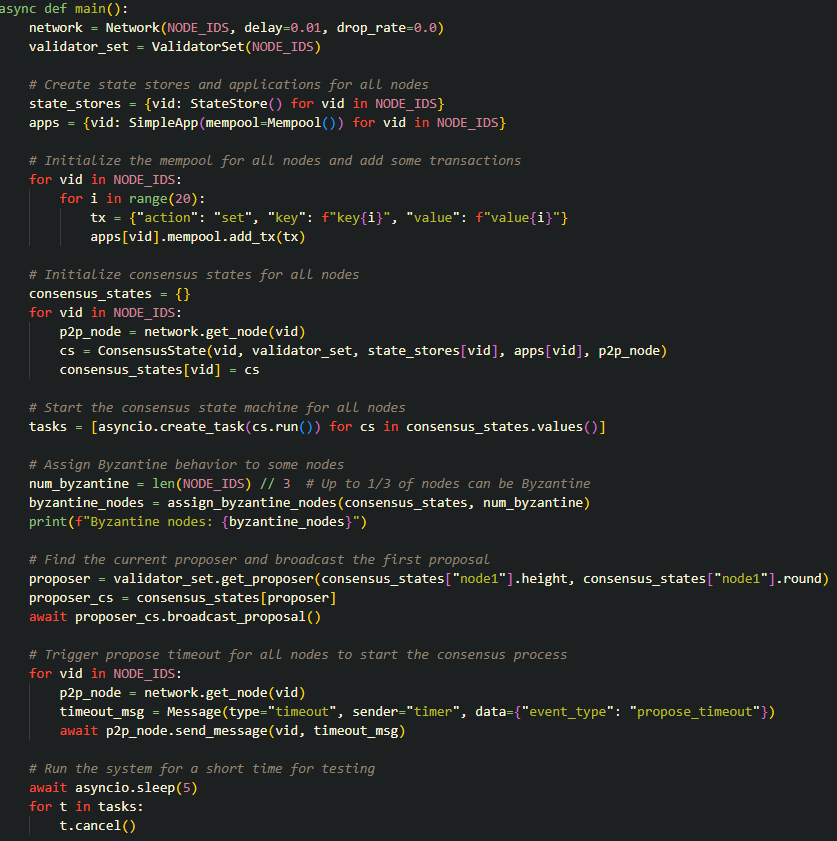 async def main():
    network = Network(NODE_IDS, delay=0.01, drop_rate=0.0)
    validator_set = ValidatorSet(NODE_IDS)

    # Create state stores and applications for all nodes
    state_stores = {vid: StateStore() for vid in NODE_IDS}
    apps = {vid: SimpleApp(mempool=Mempool()) for vid in NODE_IDS}

    # Initialize the mempool for all nodes and add some transactions
    for vid in NODE_IDS:
        for i in range(20):
            tx = {"action": "set", "key": f"key{i}", "value": f"value{i}"}
            apps[vid].mempool.add_tx(tx)

    # Initialize consensus states for all nodes
    consensus_states = {}
    for vid in NODE_IDS:
        p2p_node = network.get_node(vid)
        cs = ConsensusState(vid, validator_set, state_stores[vid], apps[vid], p2p_node)
        consensus_states[vid] = cs

    # Start the consensus state machine for all nodes
    tasks = [asyncio.create_task(cs.run()) for cs in consensus_states.values()]

    # Assign Byzantine behavior to some nodes
    num_byzantine = len(NODE_IDS) // 3  # Up to 1/3 of nodes can be Byzantine
    byzantine_nodes = assign_byzantine_nodes(consensus_states, num_byzantine)
    print(f"Byzantine nodes: {byzantine_nodes}")

    # Find the current proposer and broadcast the first proposal
    proposer = validator_set.get_proposer(consensus_states["node1"].height, consensus_states["node1"].round)
    proposer_cs = consensus_states[proposer]
    await proposer_cs.broadcast_proposal()

    # Trigger propose timeout for all nodes to start the consensus process
    for vid in NODE_IDS:
        p2p_node = network.get_node(vid)
        timeout_msg = Message(type="timeout", sender="timer", data={"event_type": "propose_timeout"})
        await p2p_node.send_message(vid, timeout_msg)

    # Run the system for a short time for testing
    await asyncio.sleep(5)
    for t in tasks:
        t.cancel()